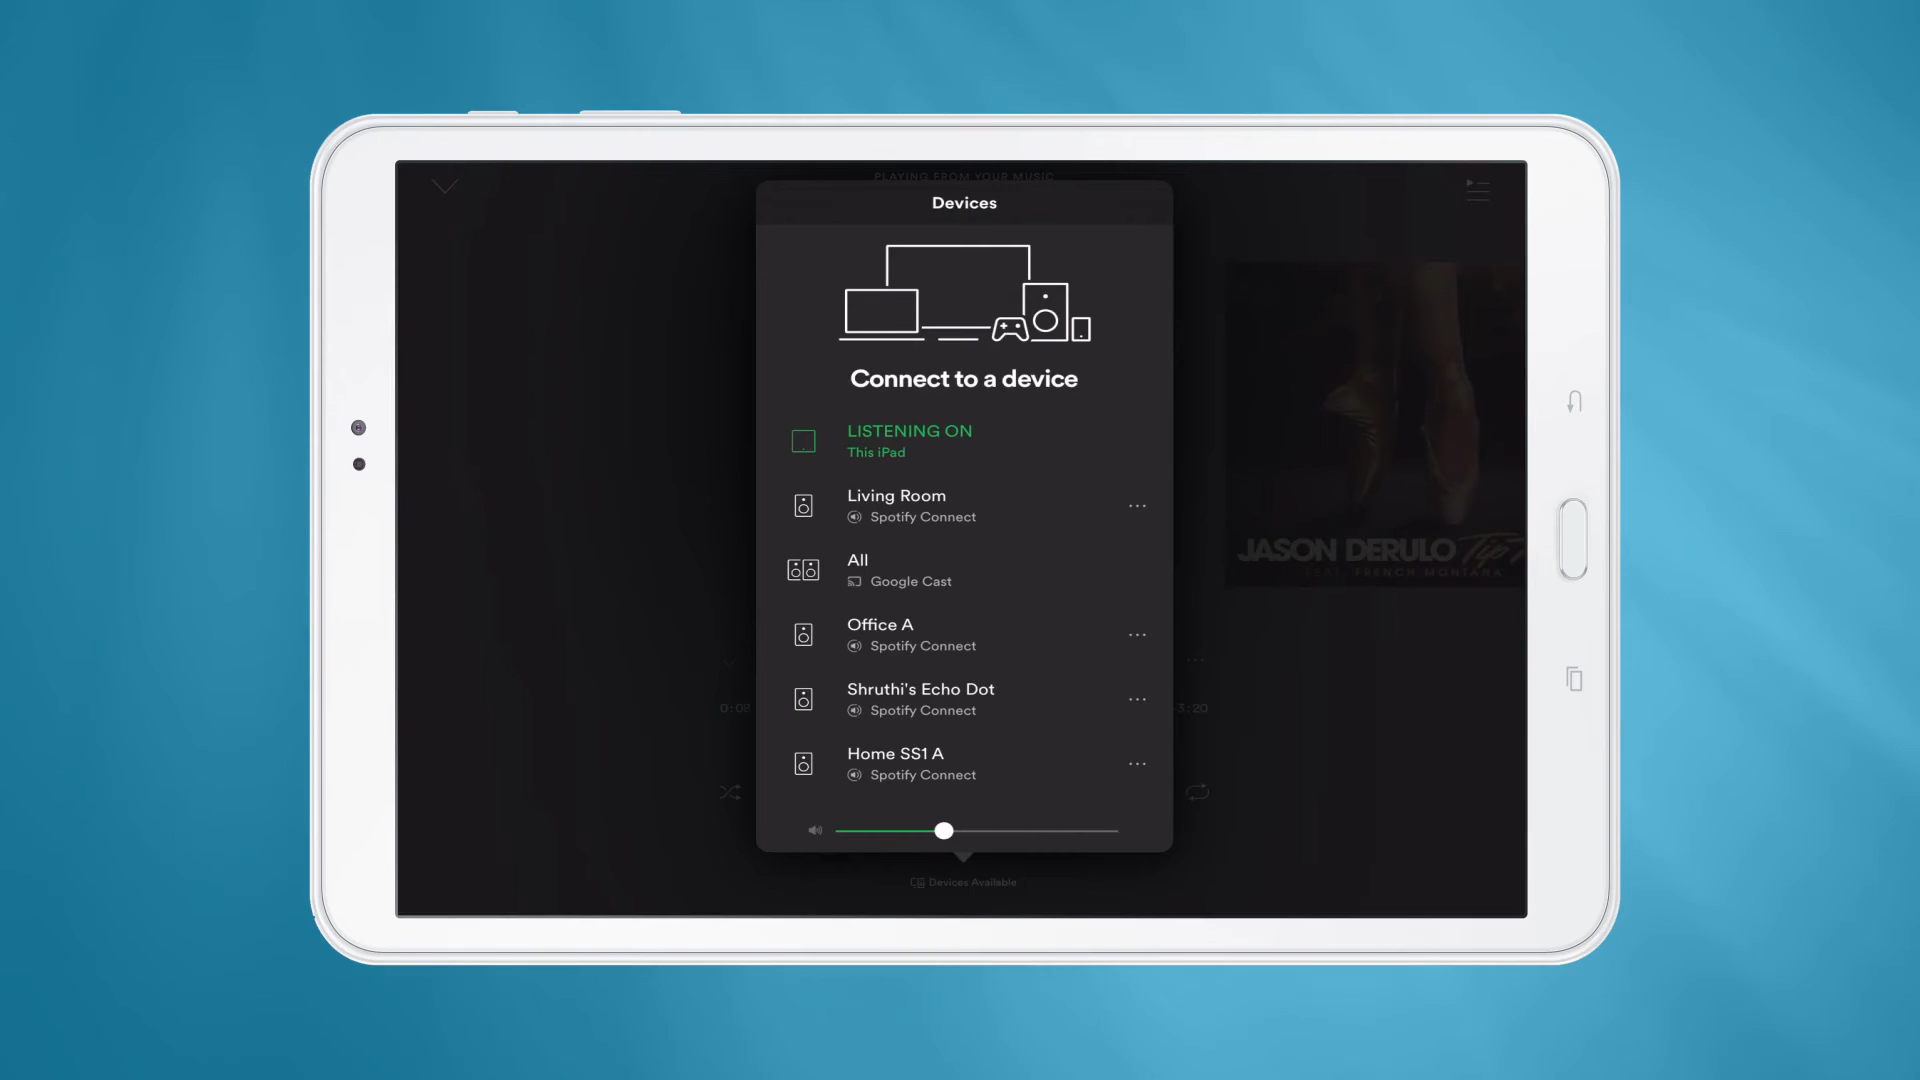 PLAYING FROM YOUR MUSIC
Devices
Connect to a device
LISTENING ON
This iPad
Living Room
Spotify Connect
All
Google Cast
Office A
Spotify Connect
Shruthi's Echo Dot
Spotify Connect
Home SS1 A
Spotify Connect
JASON DERULO Tip
FEAT. FRENCH MONTANA
0:08
-3:20
Devices Available